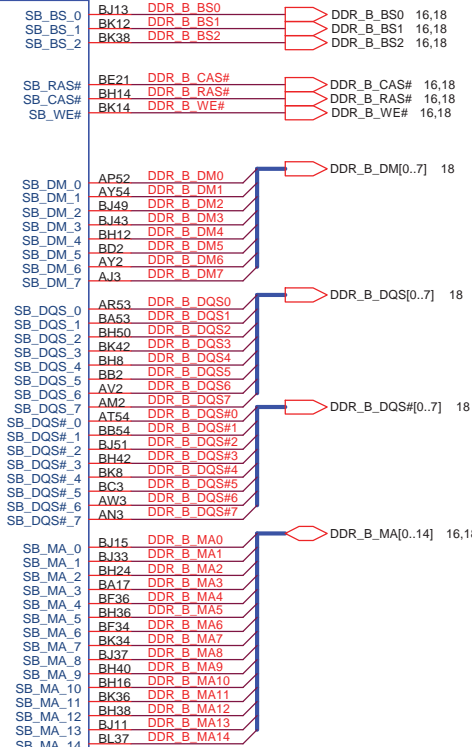 SB_BS_0 BJ13 DDR_B_BS0 DDR_B_BS0 16,18
SB_BS_1 BK12 DDR_B_BS1 DDR_B_BS1 16,18
SB_BS_2 BK38 DDR_B_BS2 DDR_B_BS2 16,18
SB_RAS# BE21 DDR_B_CAS# DDR_B_CAS# 16,18
SB_CAS# BH14 DDR_B_RAS# DDR_B_RAS# 16,18
SB_WE# BK14 DDR_B_WE# DDR_B_WE# 16,18
DDR_B_DM[0..7] 18
SB_DM_0 AP52 DDR_B_DM0
SB_DM_1 AY54 DDR_B_DM1
SB_DM_2 BJ49 DDR_B_DM2
SB_DM_3 BJ43 DDR_B_DM3
SB_DM_4 BH12 DDR_B_DM4
SB_DM_5 BD2 DDR_B_DM5
SB_DM_6 AY2 DDR_B_DM6
SB_DM_7 AJ3 DDR_B_DM7
DDR_B_DQS[0..7] 18
SB_DQS_0 AR53 DDR_B_DQS0
SB_DQS_1 BA53 DDR_B_DQS1
SB_DQS_2 BH50 DDR_B_DQS2
SB_DQS_3 BK42 DDR_B_DQS3
SB_DQS_4 BH8 DDR_B_DQS4
SB_DQS_5 BB2 DDR_B_DQS5
SB_DQS_6 AV2 DDR_B_DQS6
SB_DQS_7 AM2 DDR_B_DQS7
DDR_B_DQS#[0..7] 18
SB_DQS#_0 AT54 DDR_B_DQS#0
SB_DQS#_1 BB54 DDR_B_DQS#1
SB_DQS#_2 BJ51 DDR_B_DQS#2
SB_DQS#_3 BH42 DDR_B_DQS#3
SB_DQS#_4 BK8 DDR_B_DQS#4
SB_DQS#_5 BC3 DDR_B_DQS#5
SB_DQS#_6 AW3 DDR_B_DQS#6
SB_DQS#_7 AN3 DDR_B_DQS#7
DDR_B_MA[0..14] 16,18
SB_MA_0 BJ15 DDR_B_MA0
SB_MA_1 BJ33 DDR_B_MA1
SB_MA_2 BH24 DDR_B_MA2
SB_MA_3 BA17 DDR_B_MA3
SB_MA_4 BF36 DDR_B_MA4
SB_MA_5 BH36 DDR_B_MA5
SB_MA_6 BF34 DDR_B_MA6
SB_MA_7 BK34 DDR_B_MA7
SB_MA_8 BJ37 DDR_B_MA8
SB_MA_9 BH40 DDR_B_MA9
SB_MA_10 BH16 DDR_B_MA10
SB_MA_11 BK36 DDR_B_MA11
SB_MA_12 BH38 DDR_B_MA12
SB_MA_13 BJ11 DDR_B_MA13
SB_MA_14 BL37 DDR_B_MA14